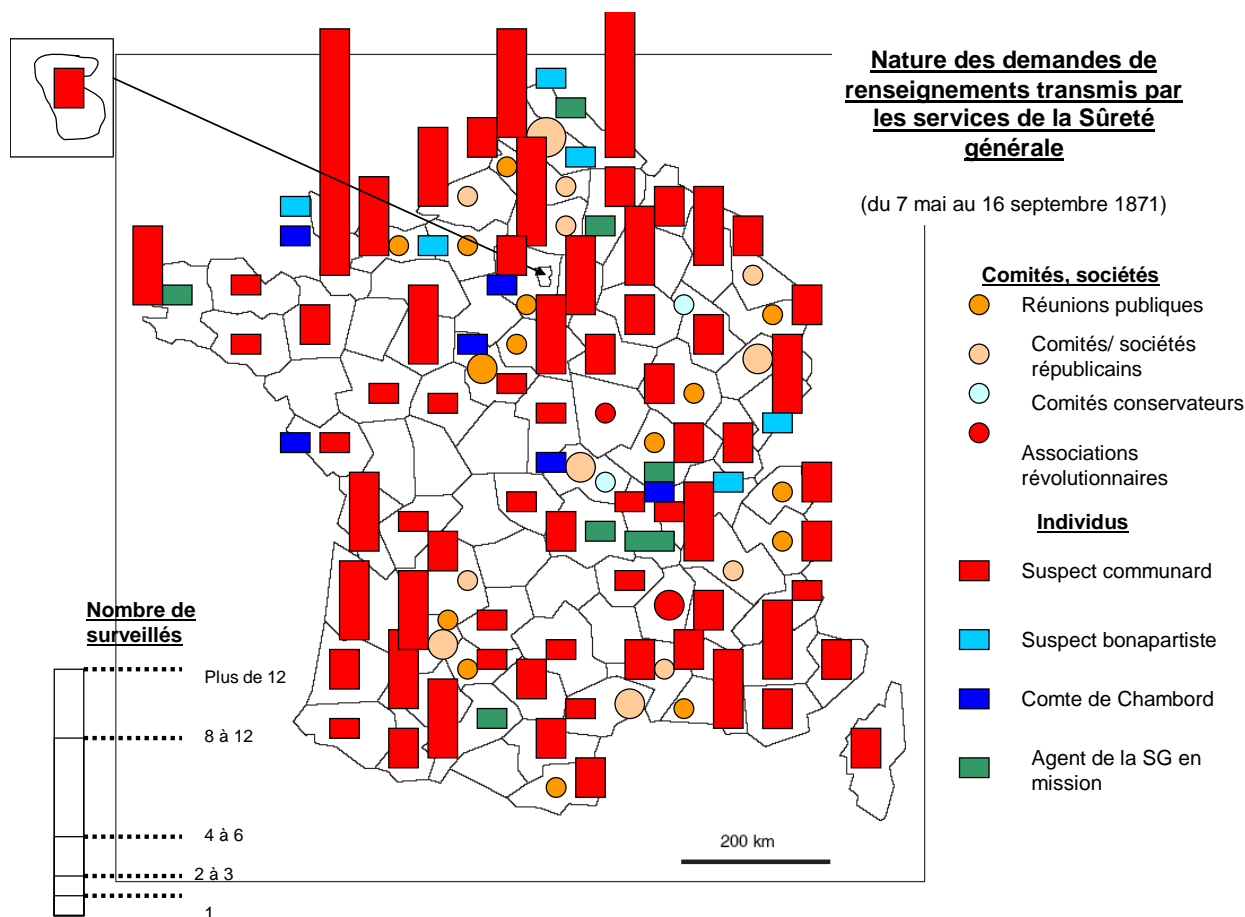 Nature des demandes de
renseignements transmis par
les services de la Sûreté
générale
(du 7 mai au 16 septembre 1871)
Comités, sociétés
Réunions publiques
Comités/ sociétés
républicains
Comités conservateurs
Associations
révolutionnaires
Individus
Suspect communard
Suspect bonapartiste
Comte de Chambord
Agent de la SG en
mission
Nombre de
surveillés
Plus de 12
8 à 12
4 à 6
2 à 3
1
200 km